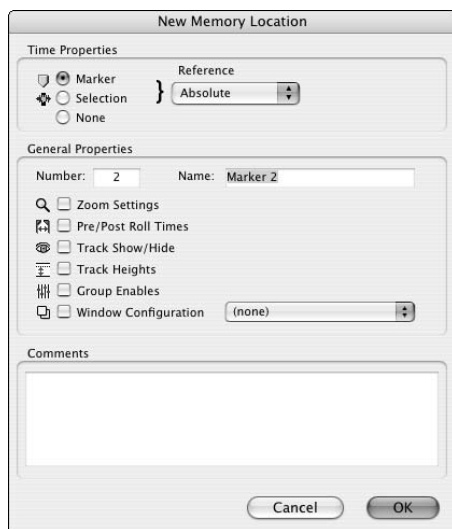 New Memory Location
Time Properties
Marker
Selection
None
}
Reference
Absolute
General Properties
Number: 2 Name: Marker 2
Zoom Settings
Pre/Post Roll Times
Track Show/Hide
Track Heights
Group Enables
Window Configuration (none)
Comments
Cancel OK